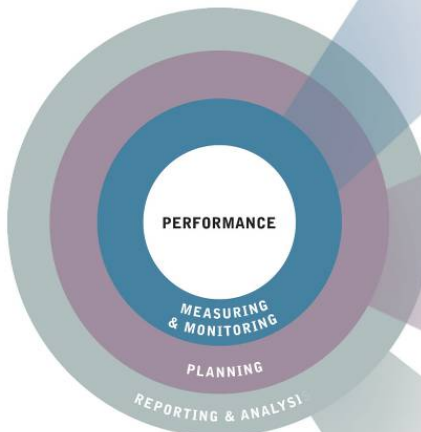 PERFORMANCE
MEASURING
& MONITORING
PLANNING
REPORTING & ANALYSI